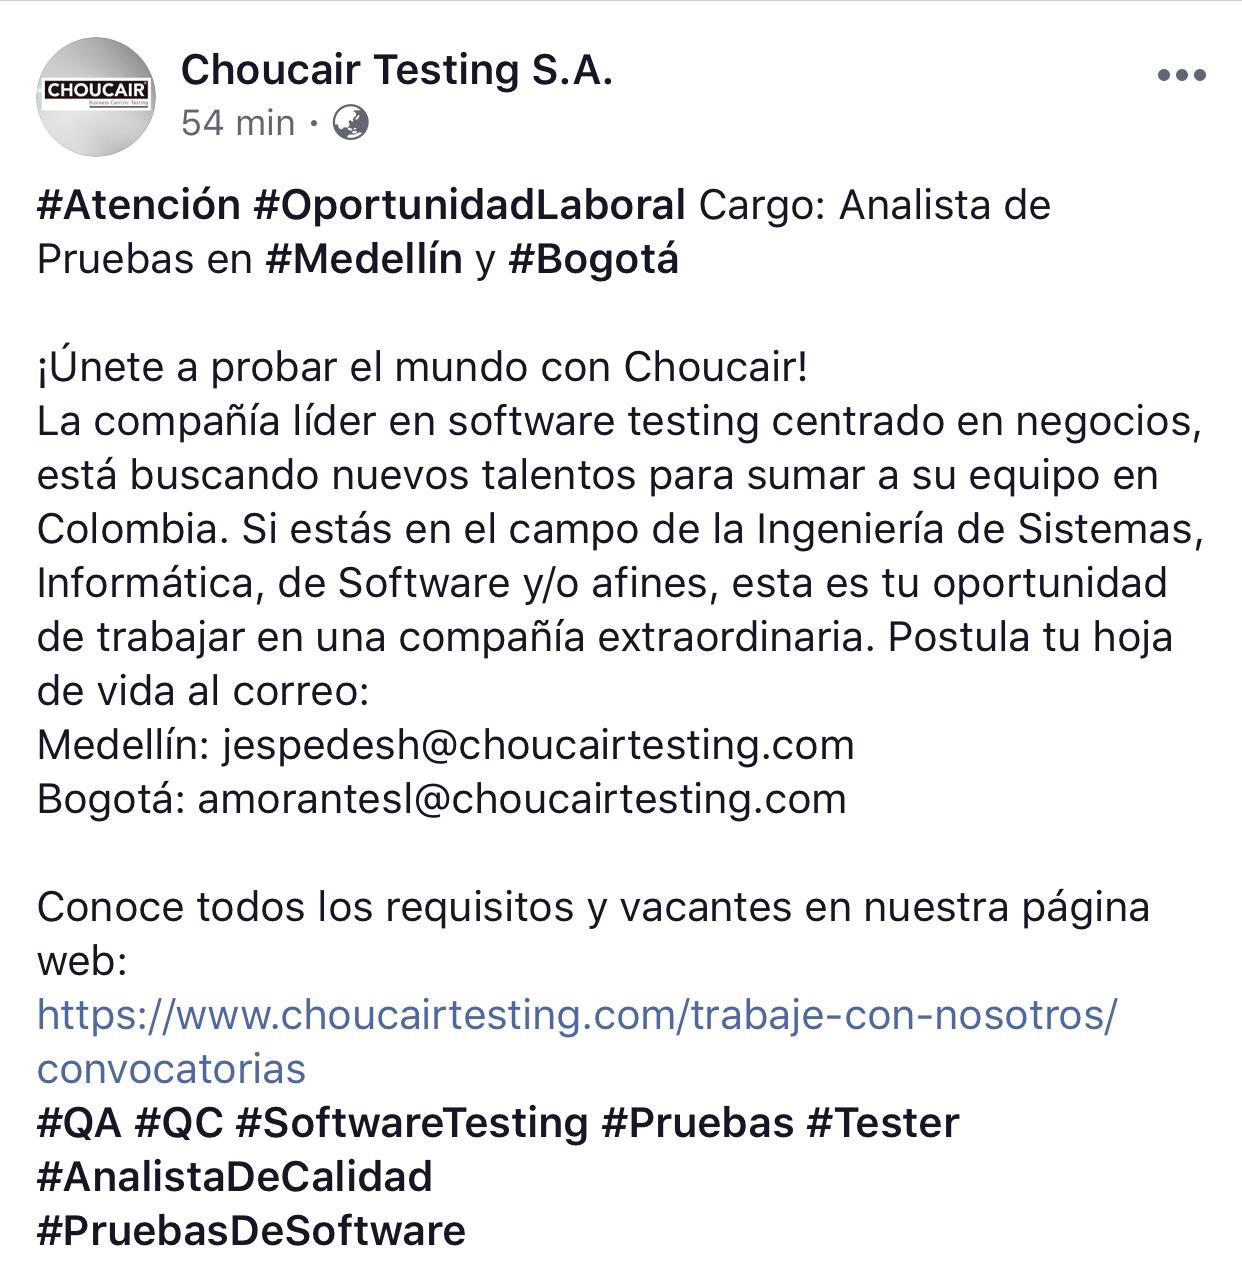 CHOUCAIR
Business Centric Testing
Choucair Testing S.A.
54 min ·
#Atención #OportunidadLaboral Cargo: Analista de
Pruebas en #Medellín y #Bogotá
¡Únete a probar el mundo con Choucair!
La compañía líder en software testing centrado en negocios,
está buscando nuevos talentos para sumar a su equipo en
Colombia. Si estás en el campo de la Ingeniería de Sistemas,
Informática, de Software y/o afines, esta es tu oportunidad
de trabajar en una compañía extraordinaria. Postula tu hoja
de vida al correo:
Medellín: jespedesh@choucairtesting.com
Bogotá: amorantesl@choucairtesting.com
Conoce todos los requisitos y vacantes en nuestra página
web:
https://www.choucairtesting.com/trabaje-con-nosotros/
convocatorias
#QA #QC #SoftwareTesting #Pruebas #Tester
#AnalistaDeCalidad
#PruebasDeSoftware